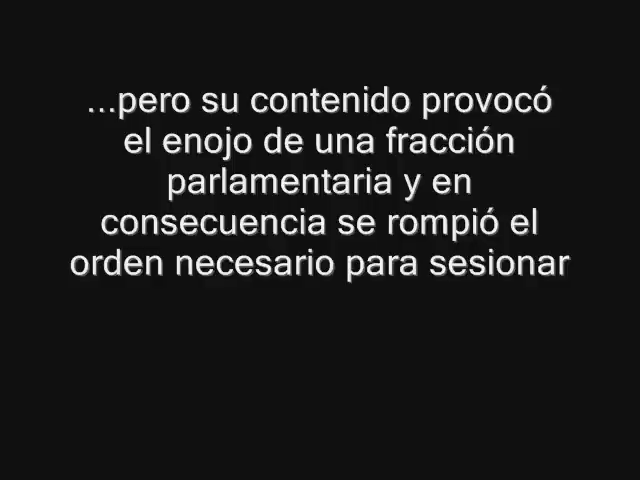 ...pero su contenido provocó
el enojo de una fracción
parlamentaria y en
consecuencia se rompió el
orden necesario para sesionar